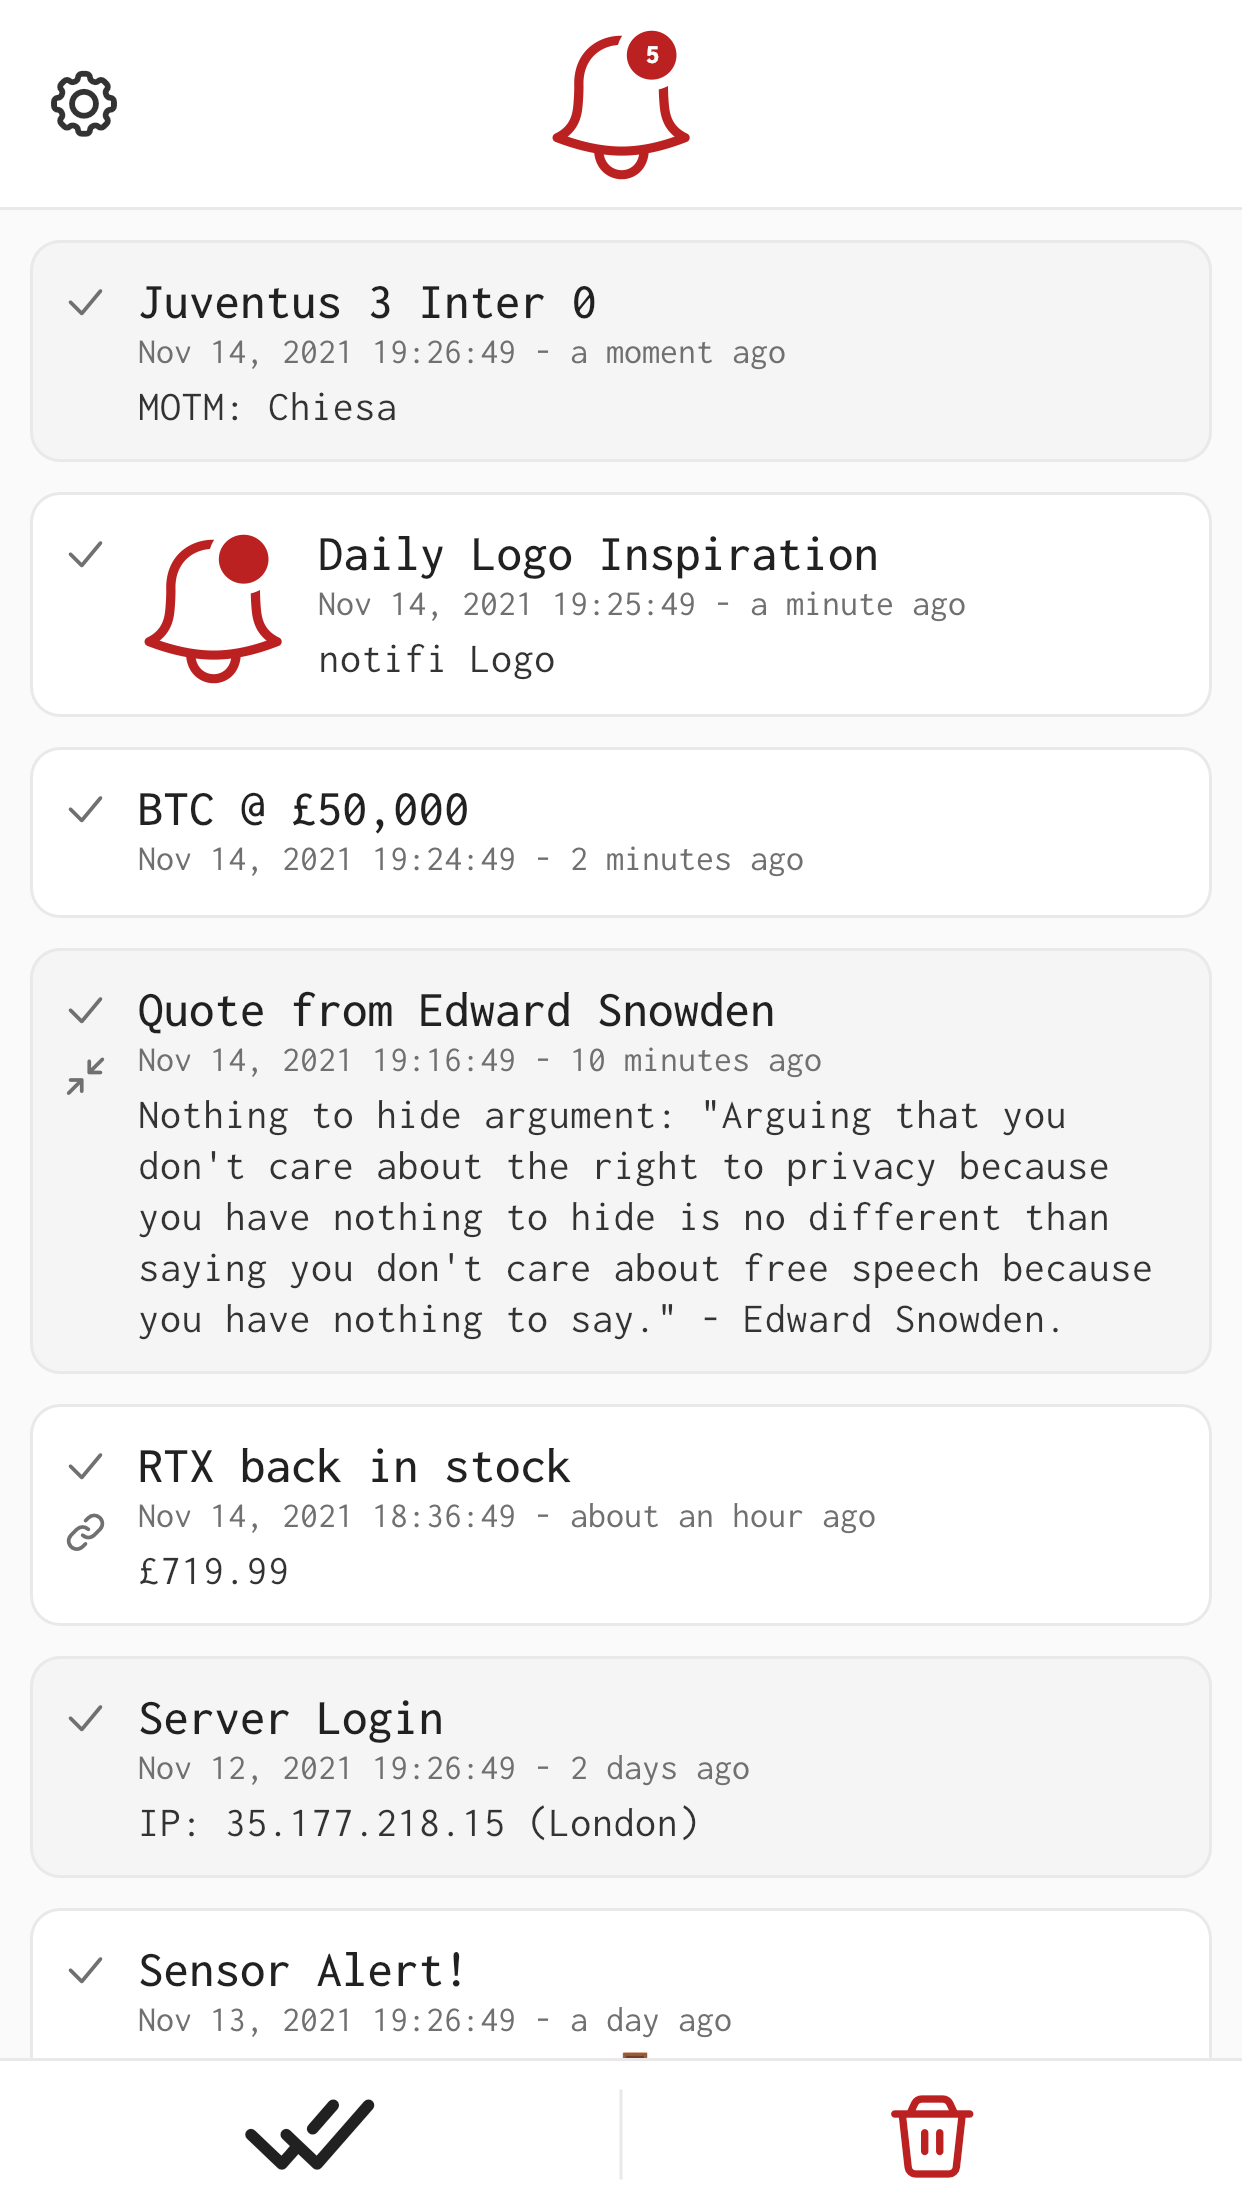 5
Juventus 3 Inter 0
Nov 14, 2021 19:26:49 - a moment ago
MOTM: Chiesa
Daily Logo Inspiration
Nov 14, 2021 19:25:49 - a minute ago
notifi Logo
BTC @ £50,000
Nov 14, 2021 19:24:49 - 2 minutes ago
Quote from Edward Snowden
Nov 14, 2021 19:16:49 - 10 minutes ago
Nothing to hide argument: "Arguing that you
don't care about the right to privacy because
you have nothing to hide is no different than
saying you don't care about free speech because
you have nothing to say." - Edward Snowden.
RTX back in stock
Nov 14, 2021 18:36:49 - about an hour ago
£719.99
Server Login
Nov 12, 2021 19:26:49 - 2 days ago
IP: 35.177.218.15 (London)
Sensor Alert!
Nov 13, 2021 19:26:49 - a day ago